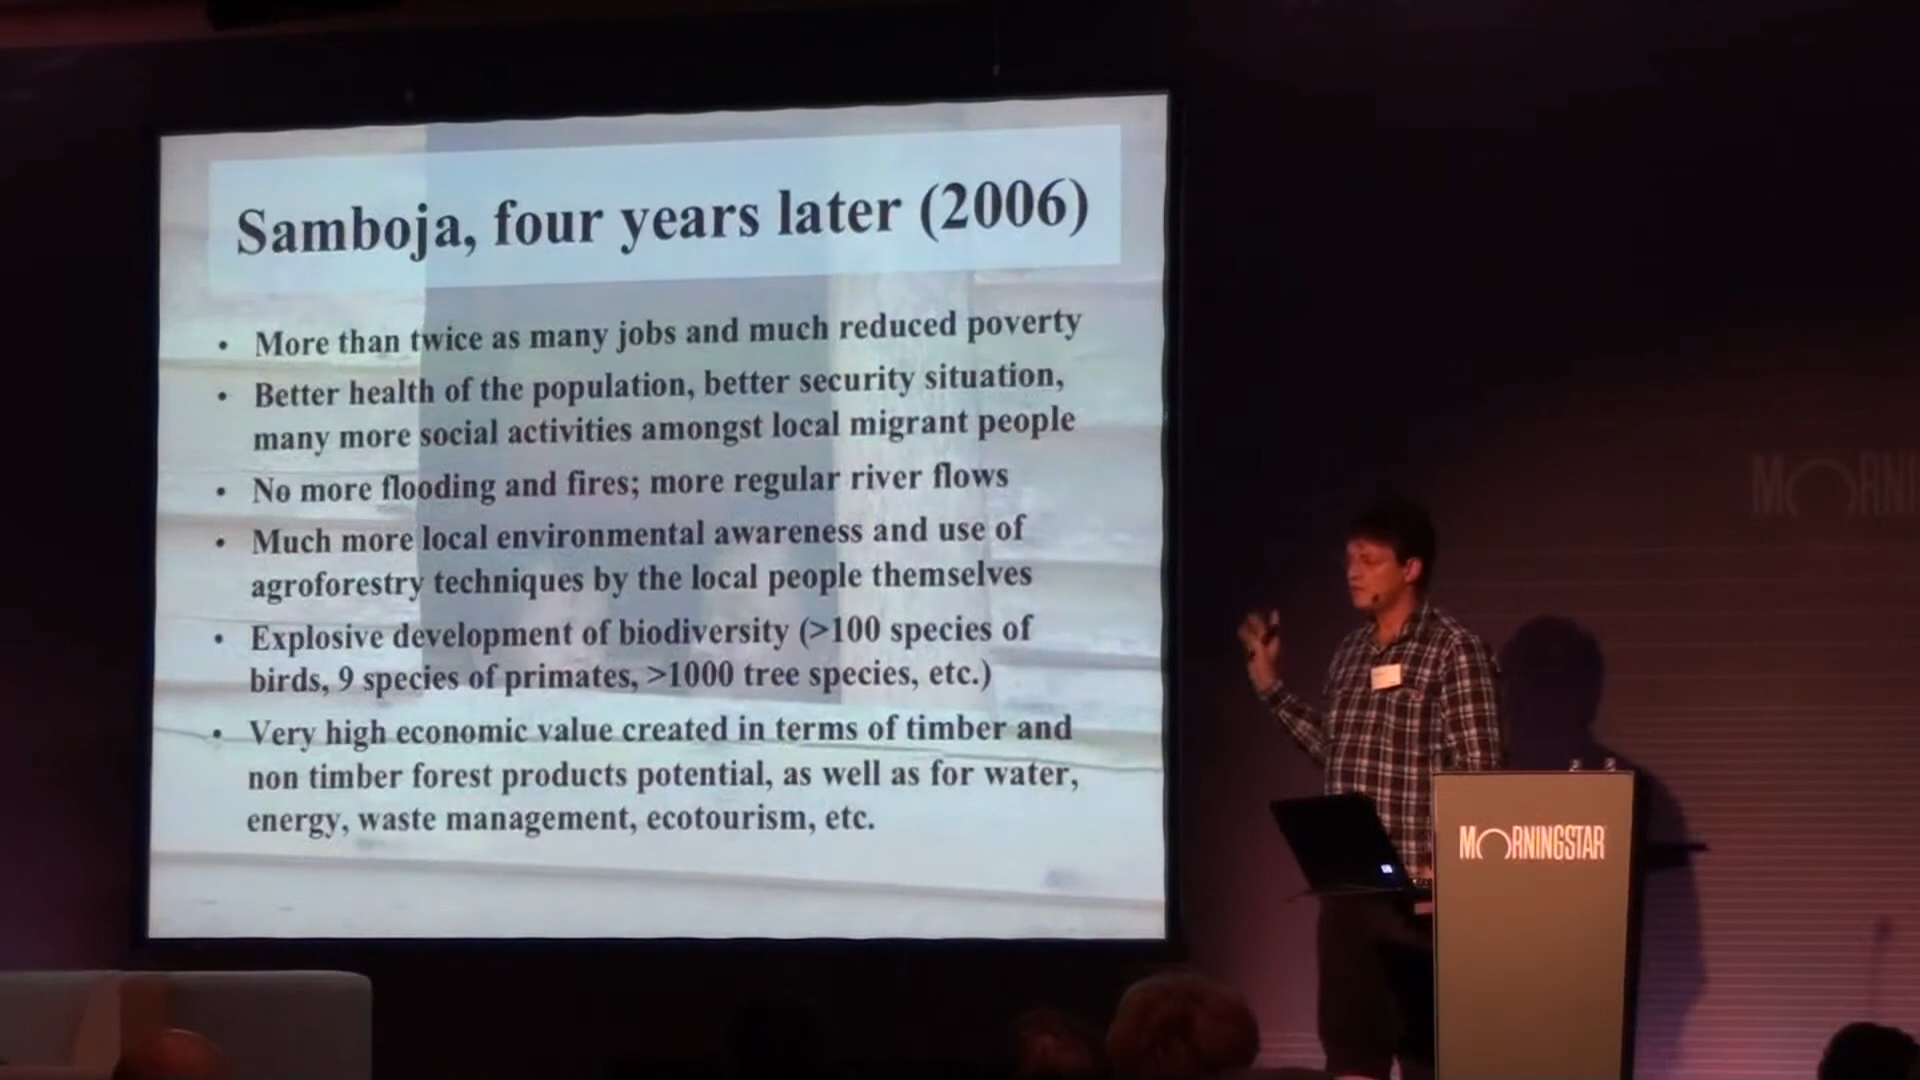 Samboja, four years later (2006)
• More than twice as many jobs and much reduced poverty
• Better health of the population, better security situation,
many more social activities amongst local migrant people
• No more flooding and fires; more regular river flows
• Much more local environmental awareness and use of
agroforestry techniques by the local people themselves
• Explosive development of biodiversity (>100 species of
birds, 9 species of primates, >1000 tree species, etc.)
• Very high economic value created in terms of timber and
non timber forest products potential, as well as for water,
energy, waste management, ecotourism, etc.
MORNI
MORNINGSTAR